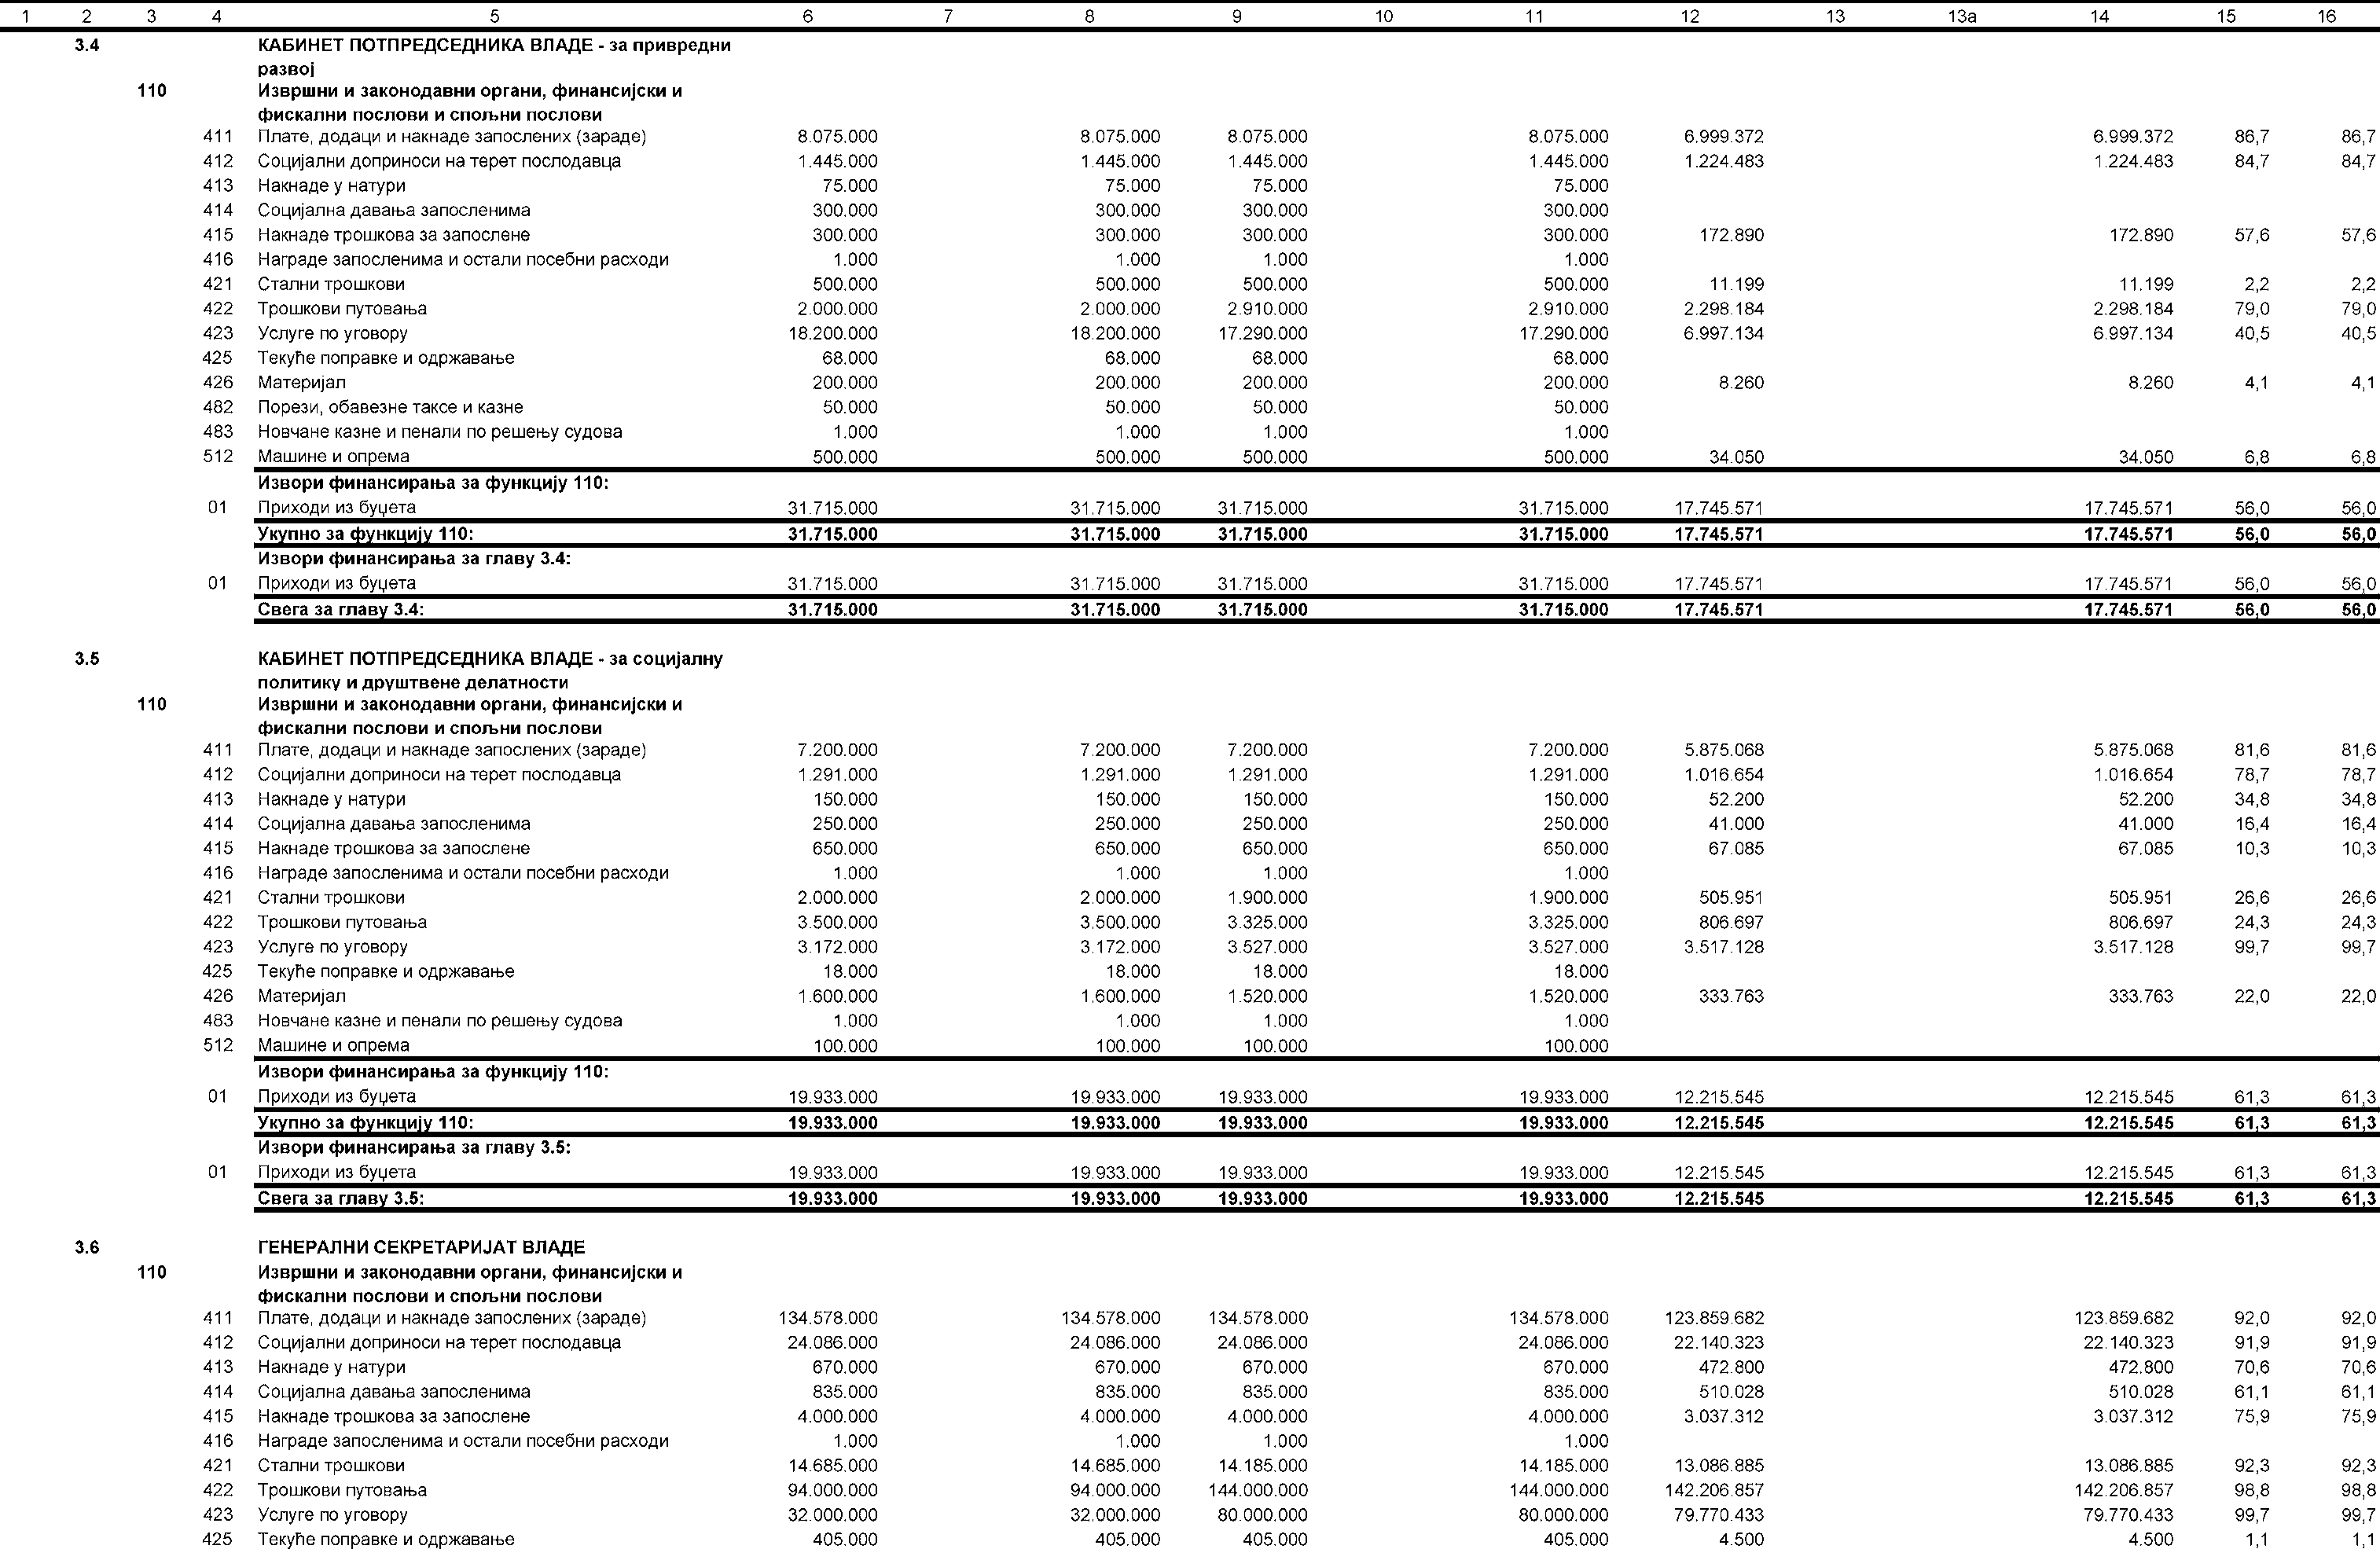 1 2 3 4 5 6 7 8 9 10 11 12 13 13a 14 15 16
3.4 КАБИНЕТ ПОТПРЕДСЕДНИКА ВЛАДЕ - за привредни
развој
110 Извршни и законодавни органи, финансијски и
фискални послови и спољни послови
411 Плате, додаци и накнаде запослених (зараде) 8.075.000 8.075.000 8.075.000 8.075.000 6.999.372 6.999.372 86,7 86,7
412 Социјални доприноси на терет послодавца 1.445.000 1.445.000 1.445.000 1.445.000 1.224.483 1.224.483 84,7 84,7
413 Накнаде у натури 75.000 75.000 75.000 75.000
414 Социјална давања запосленима 300.000 300.000 300.000 300.000
415 Накнаде трошкова за запослене 300.000 300.000 300.000 300.000 172.890 172.890 57,6 57,6
416 Награде запосленима и остали посебни расходи 1.000 1.000 1.000 1.000
421 Стални трошкови 500.000 500.000 500.000 500.000 11.199 11.199 2,2 2,2
422 Трошкови путовања 2.000.000 2.000.000 2.910.000 2.910.000 2.298.184 2.298.184 79,0 79,0
423 Услуге по уговору 18.200.000 18.200.000 17.290.000 17.290.000 6.997.134 6.997.134 40,5 40,5
425 Текуће поправке и одржавање 68.000 68.000 68.000 68.000
426 Материјал 200.000 200.000 200.000 200.000 8.260 8.260 4,1 4,1
482 Порези, обавезне таксе и казне 50.000 50.000 50.000 50.000
483 Новчане казне и пенали по решењу судова 1.000 1.000 1.000 1.000
512 Машине и опрема 500.000 500.000 500.000 500.000 34.050 34.050 6,8 6,8
Извори финансирања за функцију 110:
01 Приходи из буџета 31.715.000 31.715.000 31.715.000 31.715.000 17.745.571 17.745.571 56,0 56,0
Укупно за функцију 110: 31.715.000 31.715.000 31.715.000 31.715.000 17.745.571 17.745.571 56,0 56,0
Извори финансирања за главу 3.4:
01 Приходи из буџета 31.715.000 31.715.000 31.715.000 31.715.000 17.745.571 17.745.571 56,0 56,0
Свега за главу 3.4: 31.715.000 31.715.000 31.715.000 31.715.000 17.745.571 17.745.571 56,0 56,0
3.5 КАБИНЕТ ПОТПРЕДСЕДНИКА ВЛАДЕ - за социјалну
политику и друштвене делатности
110 Извршни и законодавни органи, финансијски и
фискални послови и спољни послови
411 Плате, додаци и накнаде запослених (зараде) 7.200.000 7.200.000 7.200.000 7.200.000 5.875.068 5.875.068 81,6 81,6
412 Социјални доприноси на терет послодавца 1.291.000 1.291.000 1.291.000 1.291.000 1.016.654 1.016.654 78,7 78,7
413 Накнаде у натури 150.000 150.000 150.000 150.000 52.200 52.200 34,8 34,8
414 Социјална давања запосленима 250.000 250.000 250.000 250.000 41.000 41.000 16,4 16,4
415 Накнаде трошкова за запослене 650.000 650.000 650.000 650.000 67.085 67.085 10,3 10,3
416 Награде запосленима и остали посебни расходи 1.000 1.000 1.000 1.000
421 Стални трошкови 2.000.000 2.000.000 1.900.000 1.900.000 505.951 505.951 26,6 26,6
422 Трошкови путовања 3.500.000 3.500.000 3.325.000 3.325.000 806.697 806.697 24,3 24,3
423 Услуге по уговору 3.172.000 3.172.000 3.527.000 3.527.000 3.517.128 3.517.128 99,7 99,7
425 Текуће поправке и одржавање 18.000 18.000 18.000 18.000
426 Материјал 1.600.000 1.600.000 1.520.000 1.520.000 333.763 333.763 22,0 22,0
483 Новчане казне и пенали по решењу судова 1.000 1.000 1.000 1.000
512 Машине и опрема 100.000 100.000 100.000 100.000
Извори финансирања за функцију 110:
01 Приходи из буџета 19.933.000 19.933.000 19.933.000 19.933.000 12.215.545 12.215.545 61,3 61,3
Укупно за функцију 110: 19.933.000 19.933.000 19.933.000 19.933.000 12.215.545 12.215.545 61,3 61,3
Извори финансирања за главу 3.5:
01 Приходи из буџета 19.933.000 19.933.000 19.933.000 19.933.000 12.215.545 12.215.545 61,3 61,3
Свега за главу 3.5: 19.933.000 19.933.000 19.933.000 19.933.000 12.215.545 12.215.545 61,3 61,3
3.6 ГЕНЕРАЛНИ СЕКРЕТАРИЈАТ ВЛАДЕ
110 Извршни и законодавни органи, финансијски и
фискални послови и спољни послови
411 Плате, додаци и накнаде запослених (зараде) 134.578.000 134.578.000 134.578.000 134.578.000 123.859.682 123.859.682 92,0 92,0
412 Социјални доприноси на терет послодавца 24.086.000 24.086.000 24.086.000 24.086.000 22.140.323 22.140.323 91,9 91,9
413 Накнаде у натури 670.000 670.000 670.000 670.000 472.800 472.800 70,6 70,6
414 Социјална давања запосленима 835.000 835.000 835.000 835.000 510.028 510.028 61,1 61,1
415 Накнаде трошкова за запослене 4.000.000 4.000.000 4.000.000 4.000.000 3.037.312 3.037.312 75,9 75,9
416 Награде запосленима и остали посебни расходи 1.000 1.000 1.000 1.000
421 Стални трошкови 14.685.000 14.685.000 14.185.000 14.185.000 13.086.885 13.086.885 92,3 92,3
422 Трошкови путовања 94.000.000 94.000.000 144.000.000 144.000.000 142.206.857 142.206.857 98,8 98,8
423 Услуге по уговору 32.000.000 32.000.000 80.000.000 80.000.000 79.770.433 79.770.433 99,7 99,7
425 Текуће поправке и одржавање 405.000 405.000 405.000 405.000 4.500 4.500 1,1 1,1